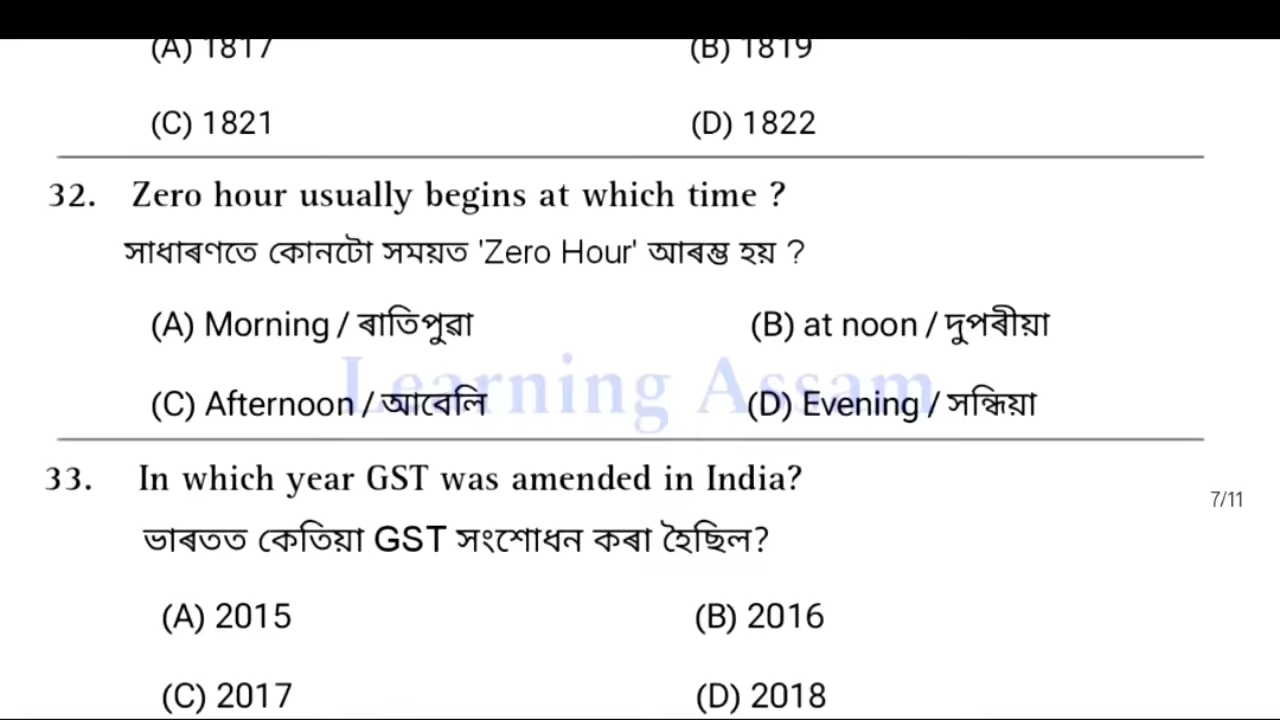 (A) 1817 (B) 1819
(C) 1821 (D) 1822
32. Zero hour usually begins at which time ?
সাধাৰণতে কোনটো সময়ত 'Zero Hour' আৰম্ভ হয় ?
(A) Morning / ৰাতিপুৱা (B) at noon / দুপৰীয়া
Learning Assam
(C) Afternoon / আবেলি (D) Evening / সন্ধিয়া
33. In which year GST was amended in India?
7/11
ভাৰতত কেতিয়া GST সংশোধন কৰা হৈছিল?
(A) 2015 (B) 2016
(C) 2017 (D) 2018